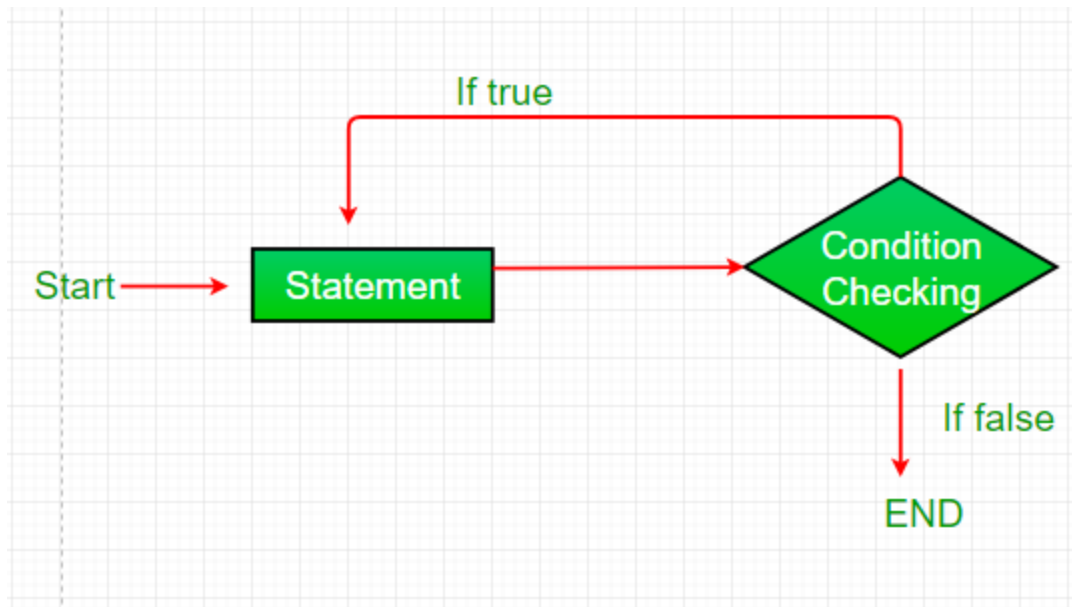 If true
Start
Statement
Condition
Checking
If false
END